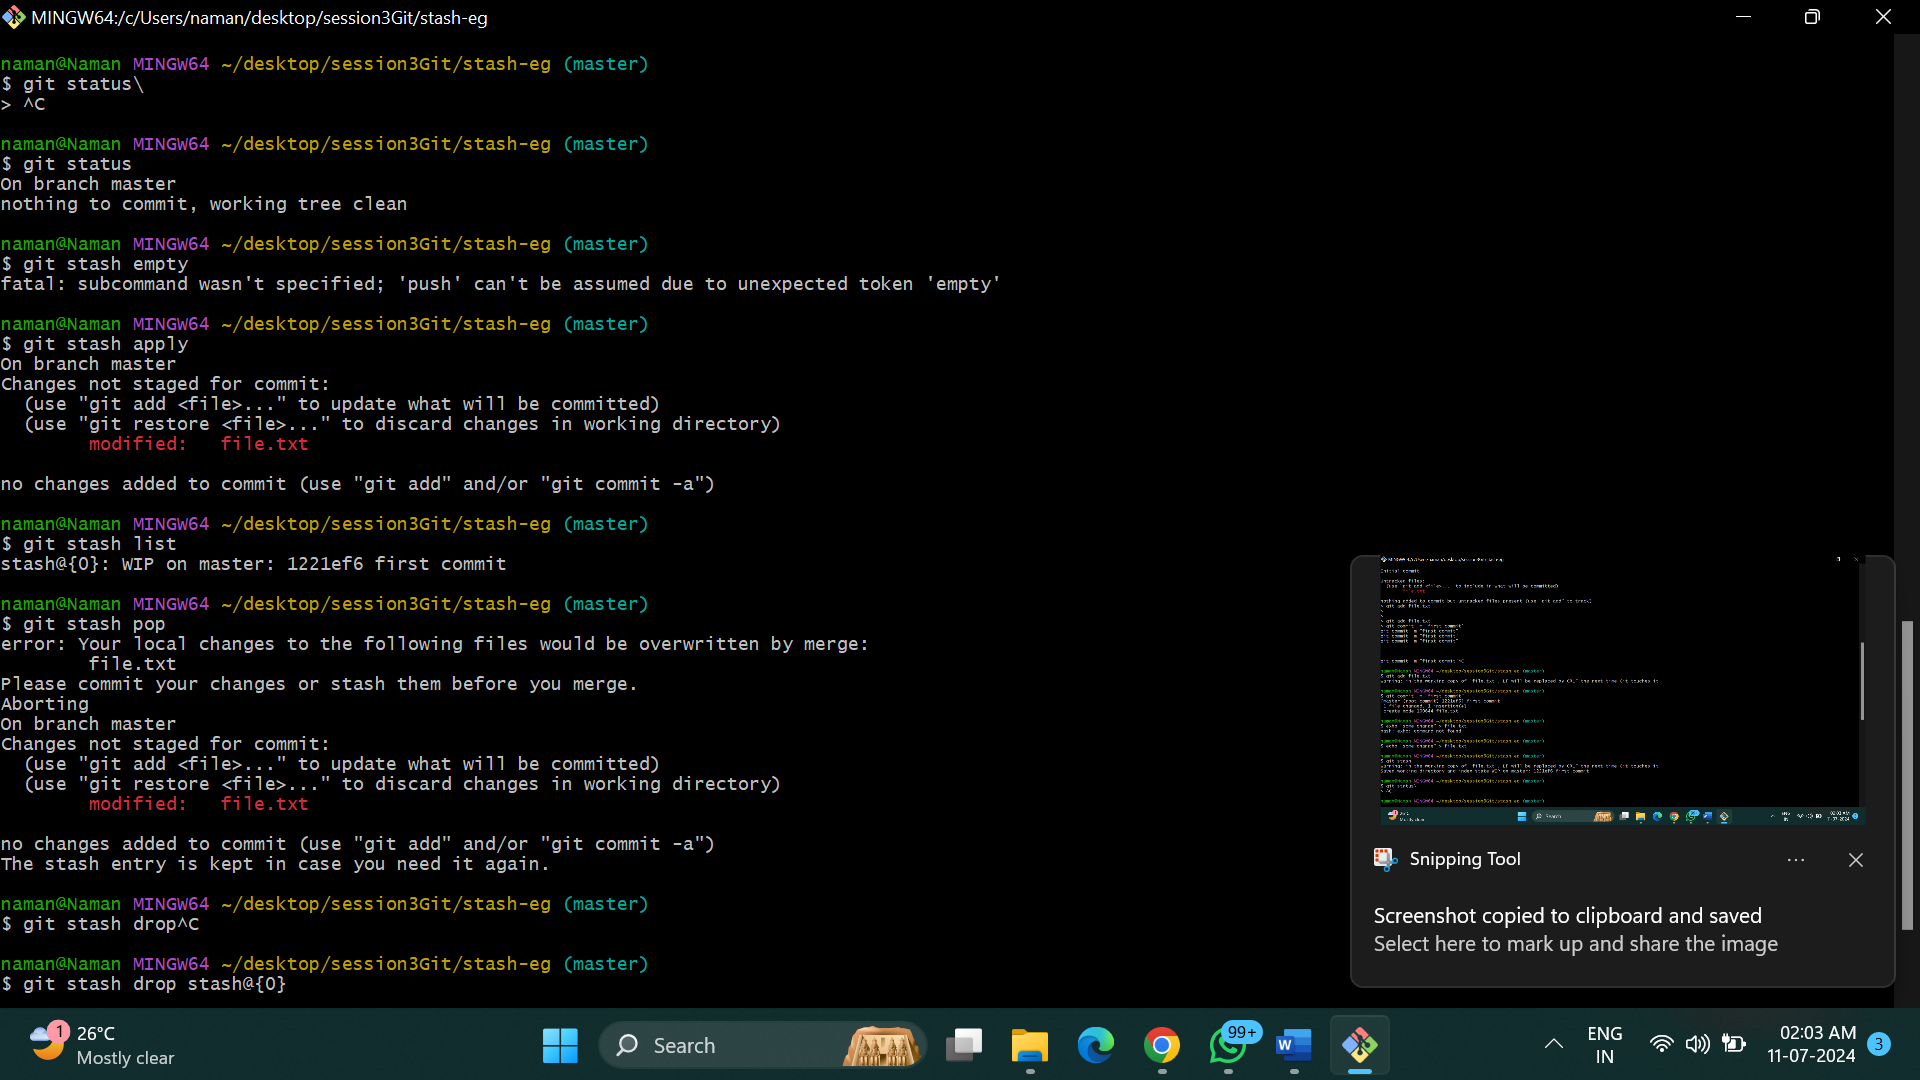 MINGW64:/c/Users/naman/desktop/session3Git/stash-eg
naman@Naman MINGW64 ~/desktop/session3Git/stash-eg (master)
$ git status\
> ^C
naman@Naman MINGW64 ~/desktop/session3Git/stash-eg (master)
$ git status
On branch master
nothing to commit, working tree clean
naman@Naman MINGW64 ~/desktop/session3Git/stash-eg (master)
$ git stash empty
fatal: subcommand wasn't specified; 'push' can't be assumed due to unexpected token 'empty'
naman@Naman MINGW64 ~/desktop/session3Git/stash-eg (master)
$ git stash apply
On branch master
Changes not staged for commit:
  (use "git add <file>..." to update what will be committed)
  (use "git restore <file>..." to discard changes in working directory)
        modified:   file.txt
no changes added to commit (use "git add" and/or "git commit -a")
naman@Naman MINGW64 ~/desktop/session3Git/stash-eg (master)
$ git stash list
stash@{0}: WIP on master: 1221ef6 first commit
naman@Naman MINGW64 ~/desktop/session3Git/stash-eg (master)
$ git stash pop
error: Your local changes to the following files would be overwritten by merge:
        file.txt
Please commit your changes or stash them before you merge.
Aborting
On branch master
Changes not staged for commit:
  (use "git add <file>..." to update what will be committed)
  (use "git restore <file>..." to discard changes in working directory)
        modified:   file.txt
no changes added to commit (use "git add" and/or "git commit -a")
The stash entry is kept in case you need it again.
naman@Naman MINGW64 ~/desktop/session3Git/stash-eg (master)
$ git stash drop^C
naman@Naman MINGW64 ~/desktop/session3Git/stash-eg (master)
$ git stash drop stash@{0}
Snipping Tool
Screenshot copied to clipboard and saved
Select here to mark up and share the image
1
26°C
Mostly clear
Search
99+
W
ENG
IN
02:03 AM
11-07-2024
3